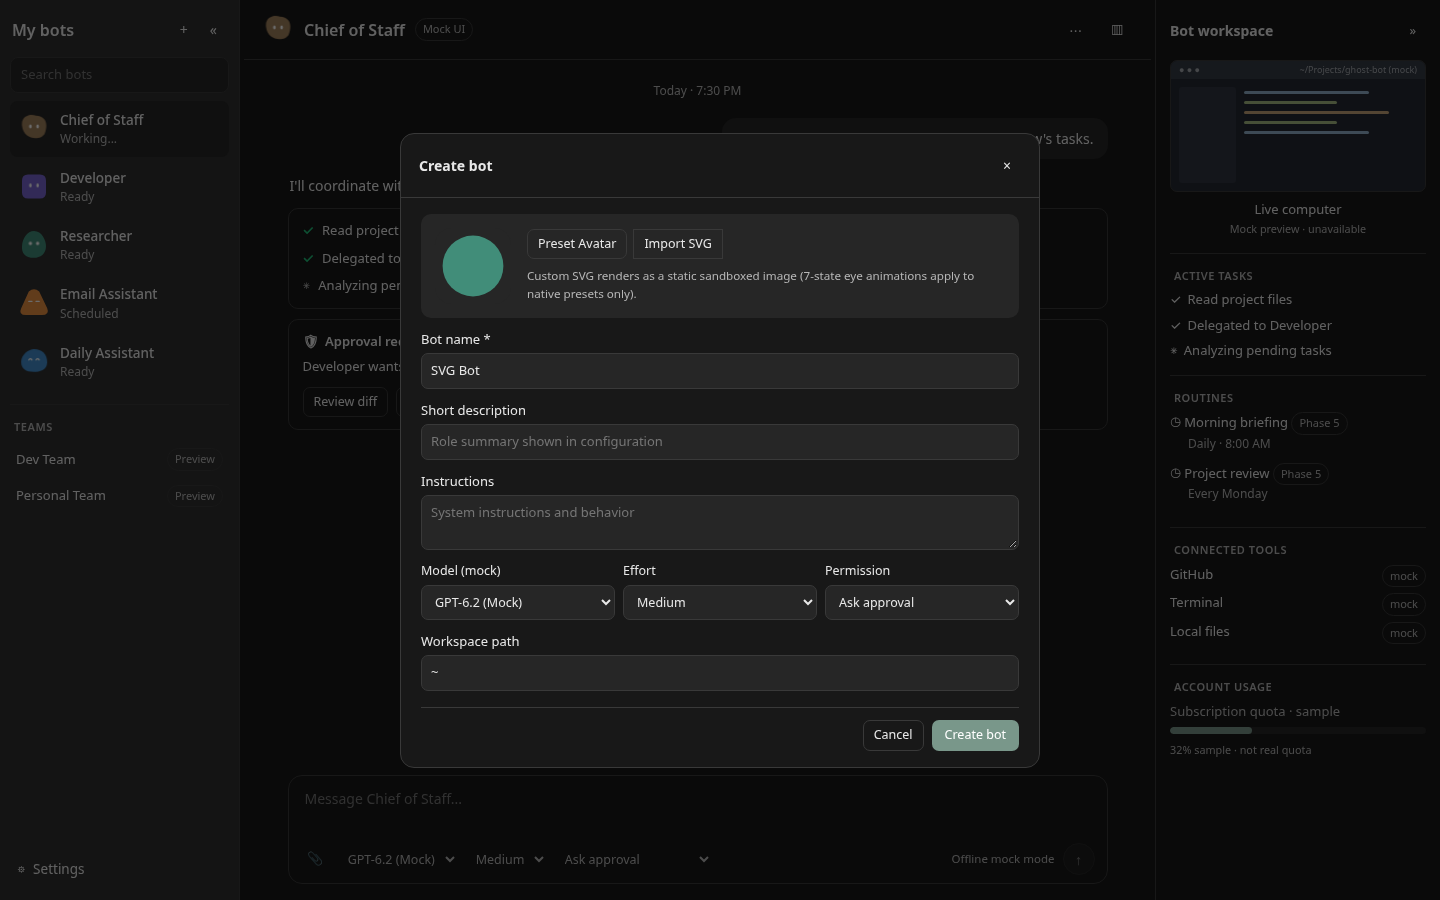 My bots
+
«
Search bots
Chief of Staff
Working...
Developer
Ready
Researcher
Ready
Email Assistant
Scheduled
Daily Assistant
Ready
TEAMS
Dev Team
Preview
Personal Team
Preview
Settings
Chief of Staff
Mock UI
...
Today · 7:30 PM
w's tasks.
I'll coordinate wit
Read project
Delegated to
Analyzing pen
Approval rec
Developer wants
Review diff
Create bot
×
Preset Avatar
Import SVG
Custom SVG renders as a static sandboxed image (7-state eye animations apply to
native presets only).
Bot name *
SVG Bot
Short description
Role summary shown in configuration
Instructions
System instructions and behavior
Model (mock)
Effort
Permission
GPT-6.2 (Mock)
Medium
Ask approval
Workspace path
~
Cancel
Create bot
Message Chief of Staff...
GPT-6.2 (Mock)
Medium
Ask approval
Offline mock mode
↑
Bot workspace
»
~/Projects/ghost-bot (mock)
Live computer
Mock preview · unavailable
ACTIVE TASKS
Read project files
Delegated to Developer
Analyzing pending tasks
ROUTINES
Morning briefing
Phase 5
Daily · 8:00 AM
Project review
Phase 5
Every Monday
CONNECTED TOOLS
GitHub
mock
Terminal
mock
Local files
mock
ACCOUNT USAGE
Subscription quota · sample
32% sample · not real quota